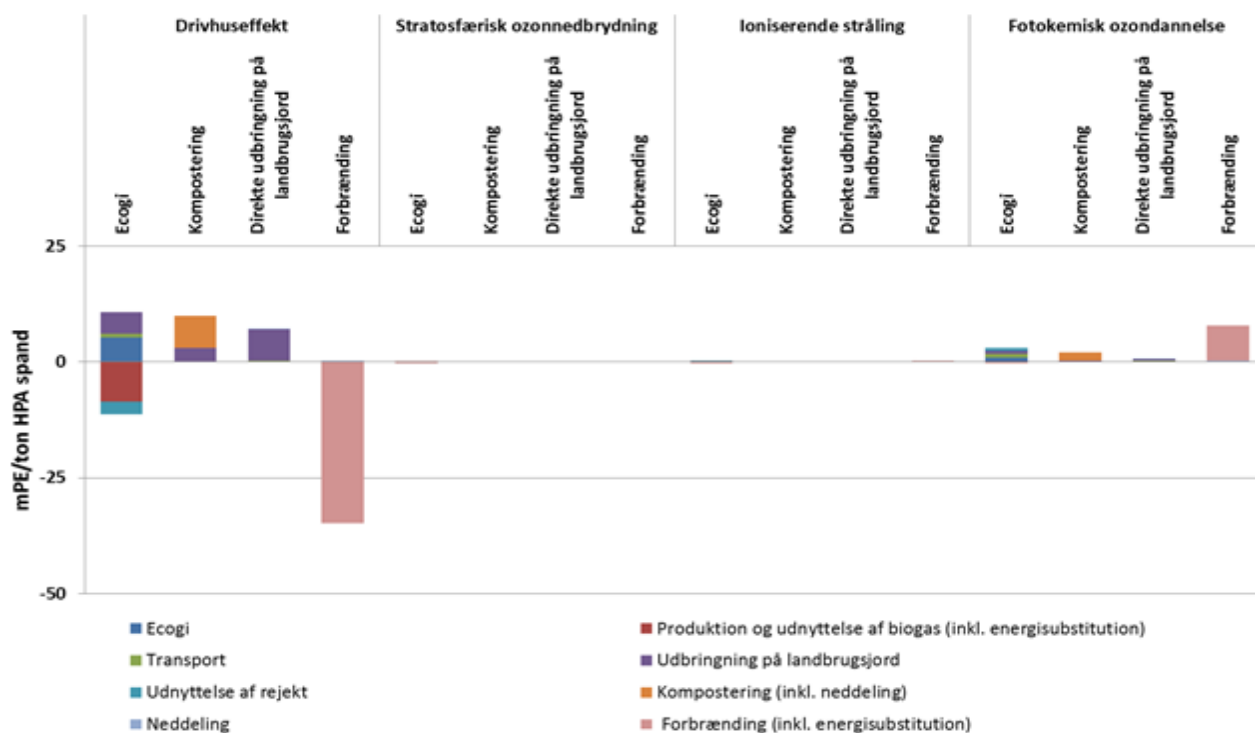 Drivhuseffekt
Stratosfærisk ozonnedbrydning
Ioniserende stråling
Fotokemisk ozondannelse
Ecogi
Kompostering
Direkte udbringning på
landbrugsjord
Forbrænding
Ecogi
Kompostering
Direkte udbringning på
landbrugsjord
Forbrænding
Ecogi
Kompostering
Direkte udbringning på
landbrugsjord
Forbrænding
Ecogi
Kompostering
Direkte udbringning på
landbrugsjord
Forbrænding
mPE/ton HPA spand
25
0
-25
-50
Ecogi
Produktion og udnyttelse af biogas (inkl. energisubstitution)
Transport
Udbringning på landbrugsjord
Udnyttelse af rejekt
Kompostering (inkl. neddeling)
Neddeling
Forbrænding (inkl. energisubstitution)